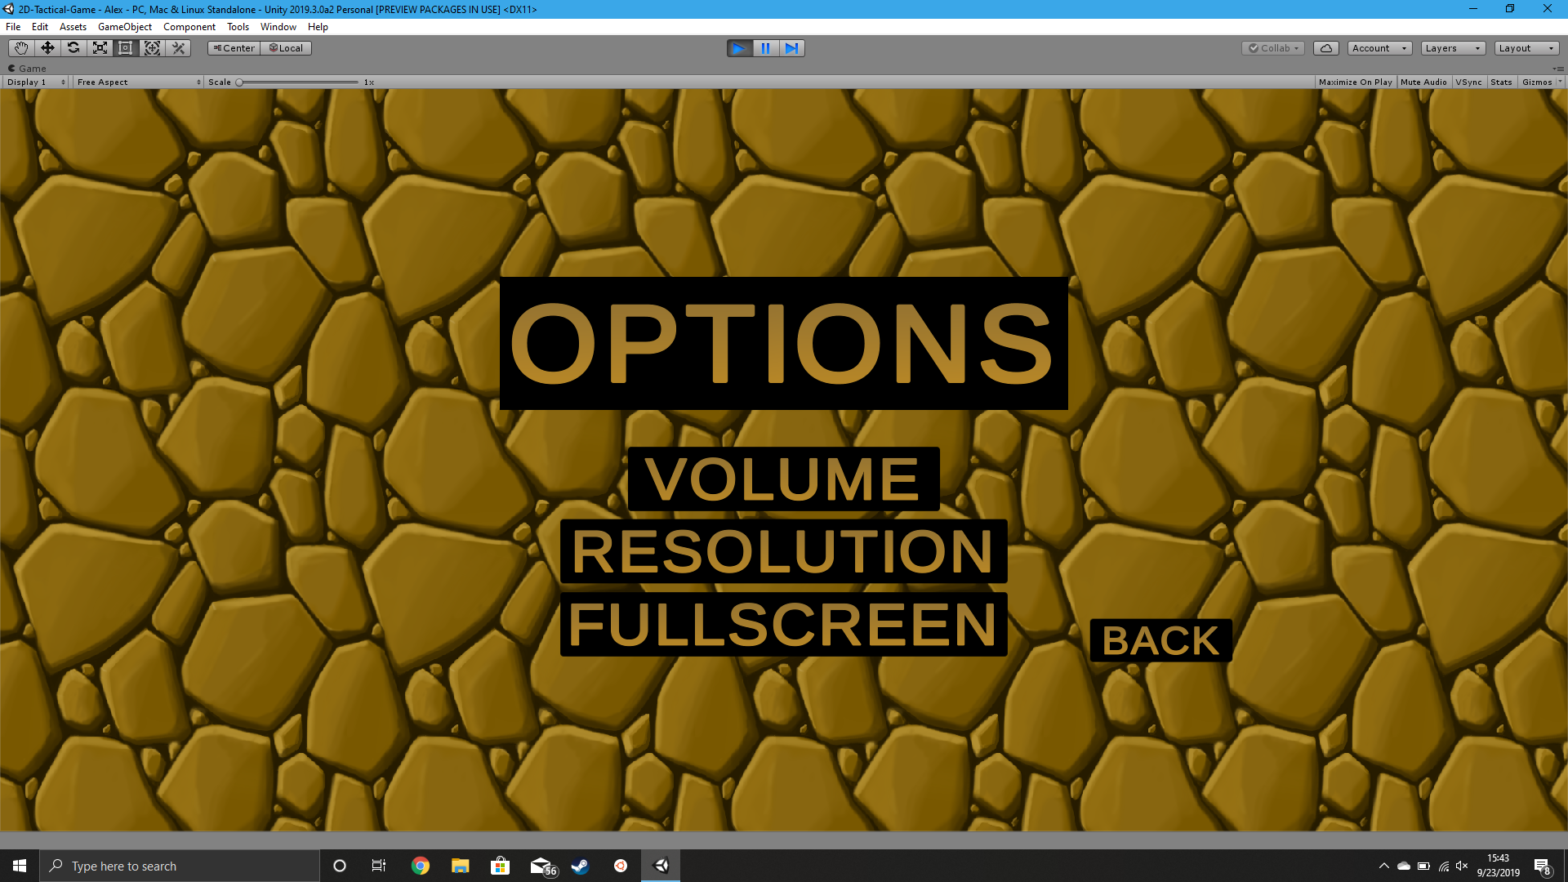 2D-Tactical-Game - Alex - PC, Mac & Linux Standalone - Unity 2019.3.0a2 Personal [PREVIEW PACKAGES IN USE] <DX11>
File Edit Assets GameObject Component Tools Window Help
Center Local Collab Account Layers Layout
Game
Display 1 Free Aspect Scale 1x Maximize On Play Mute Audio VSync Stats Gizmos
OPTIONS
VOLUME
RESOLUTION
FULLSCREEN
BACK
Type here to search
56
15:43
9/23/2019
8